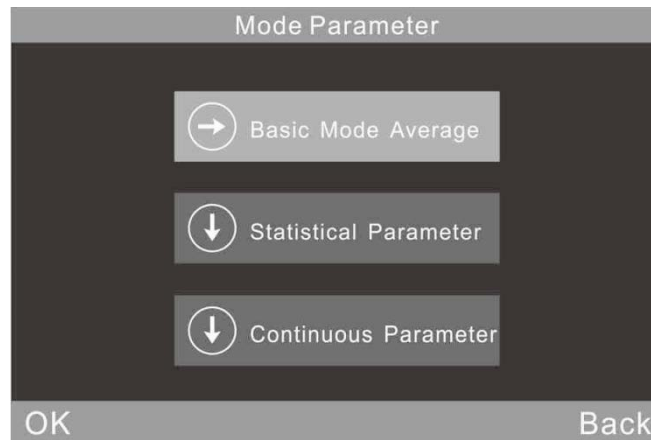 Mode Parameter
Basic Mode Average
Statistical Parameter
Continuous Parameter
OK Back